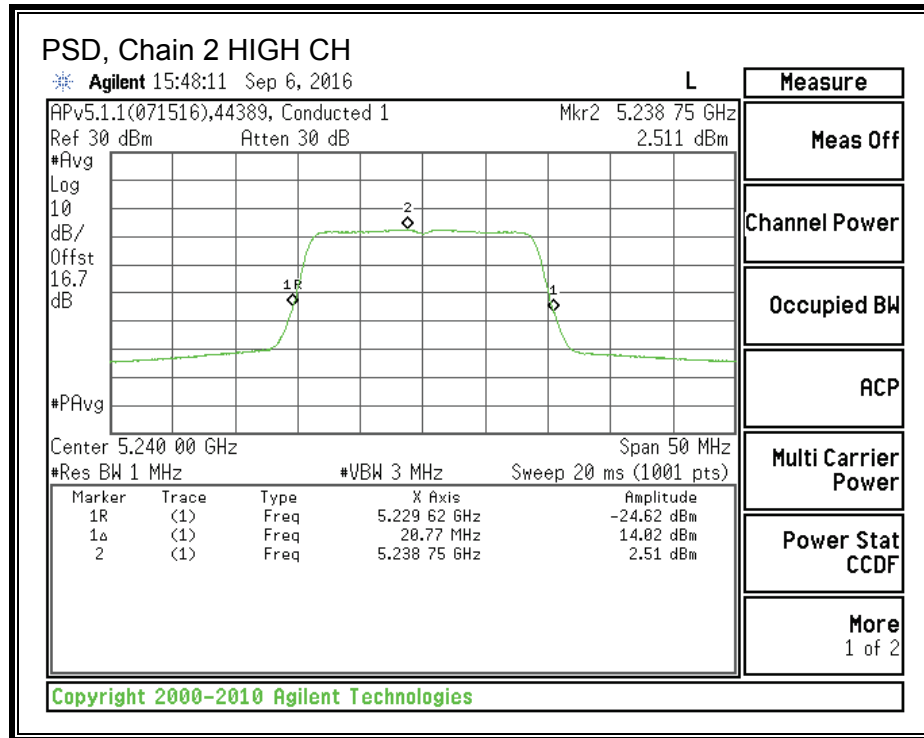 PSD, Chain 2 HIGH CH
Agilent 15:48:11 Sep 6, 2016 L
Measure
APv5.1.1(071516),44389, Conducted 1 Mkr2 5.238 75 GHz
Ref 30 dBm Atten 30 dB 2.511 dBm
Meas Off
#Avg
Log
10
dB/
Offst
16.7
dB
2
1R
1
#PAvg
Channel Power
Occupied BW
ACP
Center 5.240 00 GHz Span 50 MHz
#Res BW 1 MHz #VBW 3 MHz Sweep 20 ms (1001 pts)
Multi Carrier
Power
Marker Trace Type X Axis Amplitude
1R (1) Freq 5.229 62 GHz -24.62 dBm
1∆ (1) Freq 20.77 MHz 14.02 dBm
2 (1) Freq 5.238 75 GHz 2.51 dBm
Power Stat
CCDF
More
1 of 2
Copyright 2000-2010 Agilent Technologies